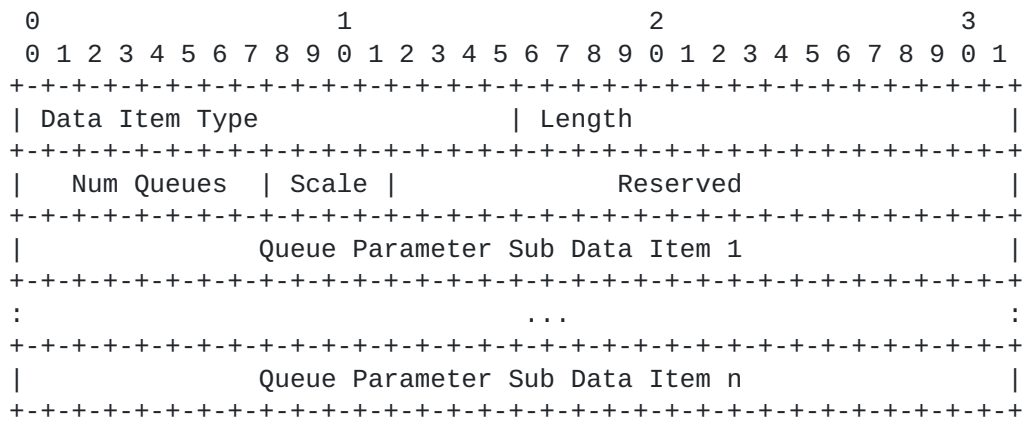 0                   1                   2                   3
 0 1 2 3 4 5 6 7 8 9 0 1 2 3 4 5 6 7 8 9 0 1 2 3 4 5 6 7 8 9 0 1
+-+-+-+-+-+-+-+-+-+-+-+-+-+-+-+-+-+-+-+-+-+-+-+-+-+-+-+-+-+-+-+-+
| Data Item Type                | Length                        |
+-+-+-+-+-+-+-+-+-+-+-+-+-+-+-+-+-+-+-+-+-+-+-+-+-+-+-+-+-+-+-+-+
|   Num Queues  | Scale |              Reserved                 |
+-+-+-+-+-+-+-+-+-+-+-+-+-+-+-+-+-+-+-+-+-+-+-+-+-+-+-+-+-+-+-+-+
|               Queue Parameter Sub Data Item 1                 |
+-+-+-+-+-+-+-+-+-+-+-+-+-+-+-+-+-+-+-+-+-+-+-+-+-+-+-+-+-+-+-+-+
:                                ...                            :
+-+-+-+-+-+-+-+-+-+-+-+-+-+-+-+-+-+-+-+-+-+-+-+-+-+-+-+-+-+-+-+-+
|               Queue Parameter Sub Data Item n                 |
+-+-+-+-+-+-+-+-+-+-+-+-+-+-+-+-+-+-+-+-+-+-+-+-+-+-+-+-+-+-+-+-+